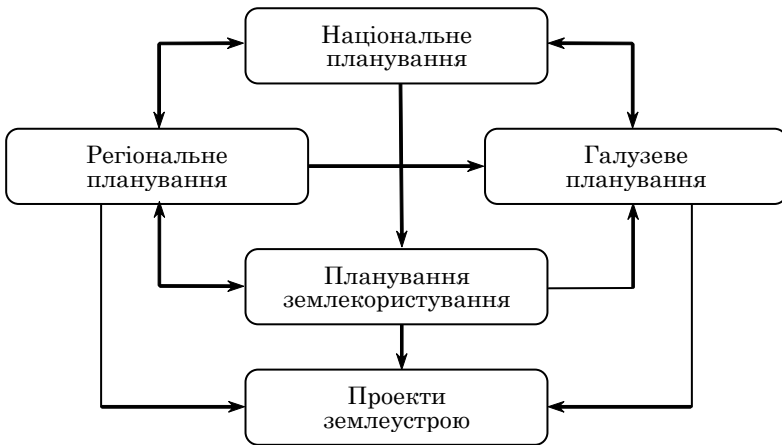 Національне
планування
Регіональне
планування
Галузеве
планування
Планування
землекористування
Проекти
землеустрою